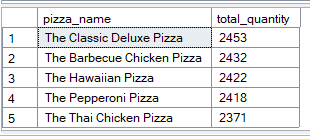 pizza_name total_quantity
1 The Classic Deluxe Pizza 2453
2 The Barbecue Chicken Pizza 2432
3 The Hawaiian Pizza 2422
4 The Pepperoni Pizza 2418
5 The Thai Chicken Pizza 2371